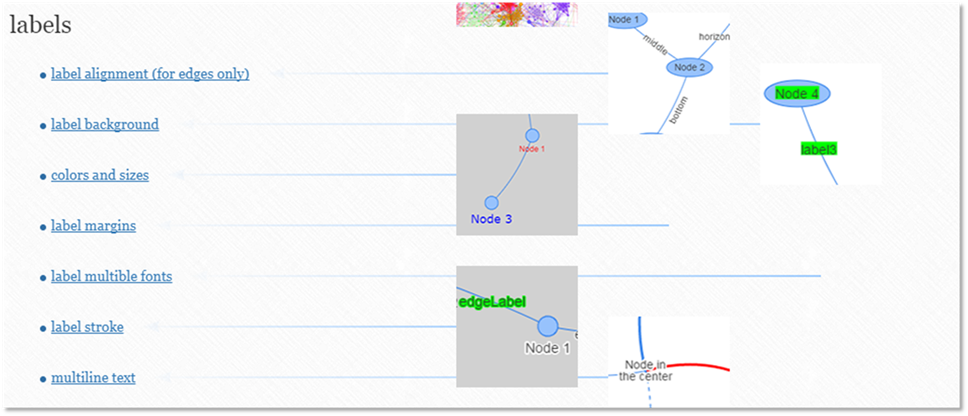 labels
label alignment (for edges only)
label background
colors and sizes
label margins
label multible fonts
label stroke
multiline text
Node 1
middle
horizon
Node 2
bottom
Node 4
label3
Node 1
Node 3
edgeLabel
Node 1
Node in
the center